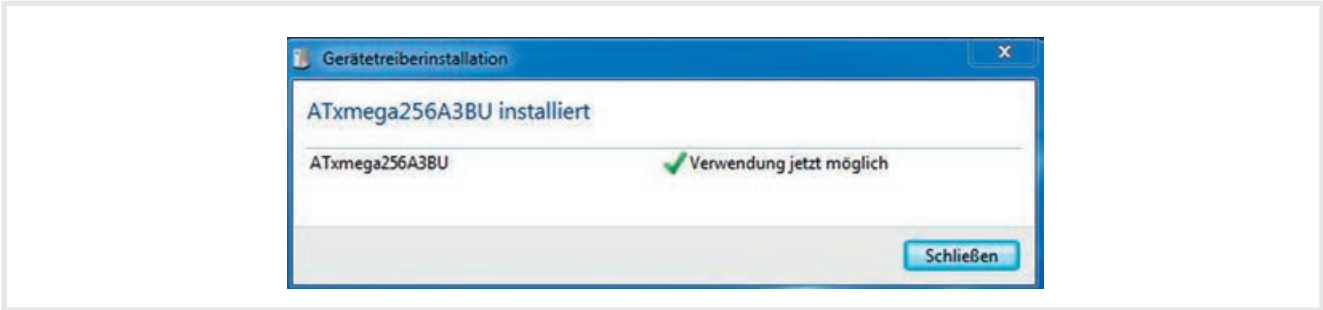 Gerätetreiberinstallation
ATxmega256A3BU installiert
ATxmega256A3BU
Verwendung jetzt möglich
Schließen